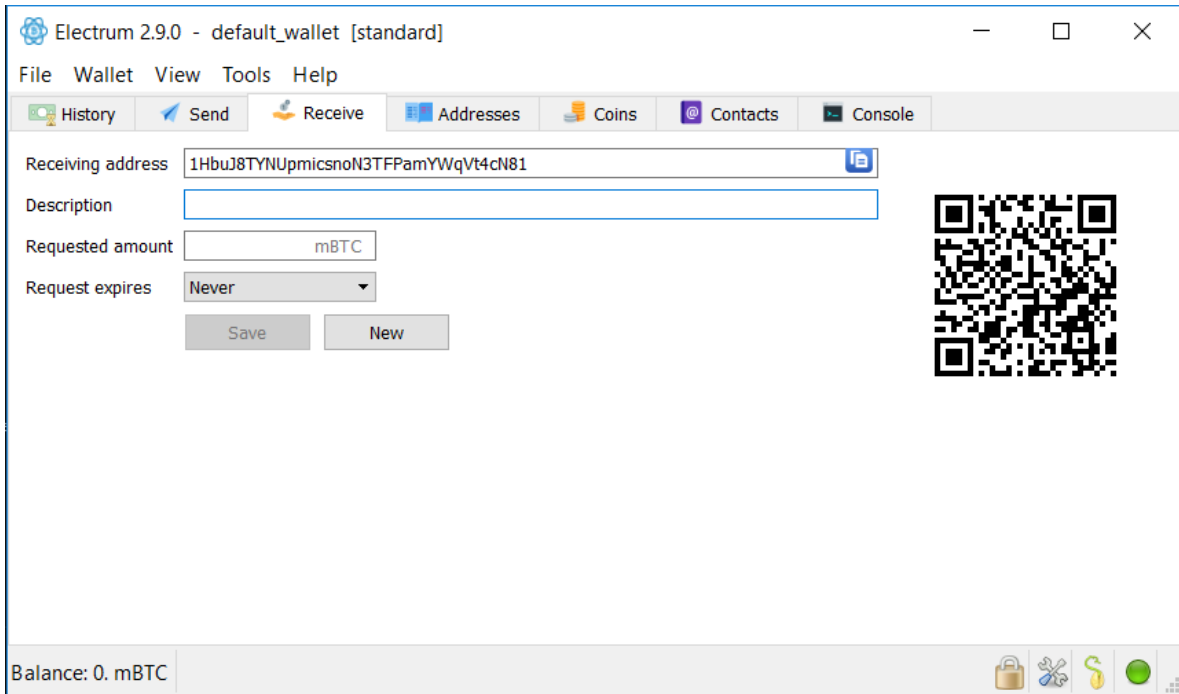 Electrum 2.9.0 - default_wallet [standard]
File Wallet View Tools Help
History Send Receive Addresses Coins Contacts Console
Receiving address 1HbuJ8TYNUpmicsnoN3TFPamYWqVt4cN81
Description
Requested amount mBTC
Request expires Never
Save New
Balance: 0. mBTC